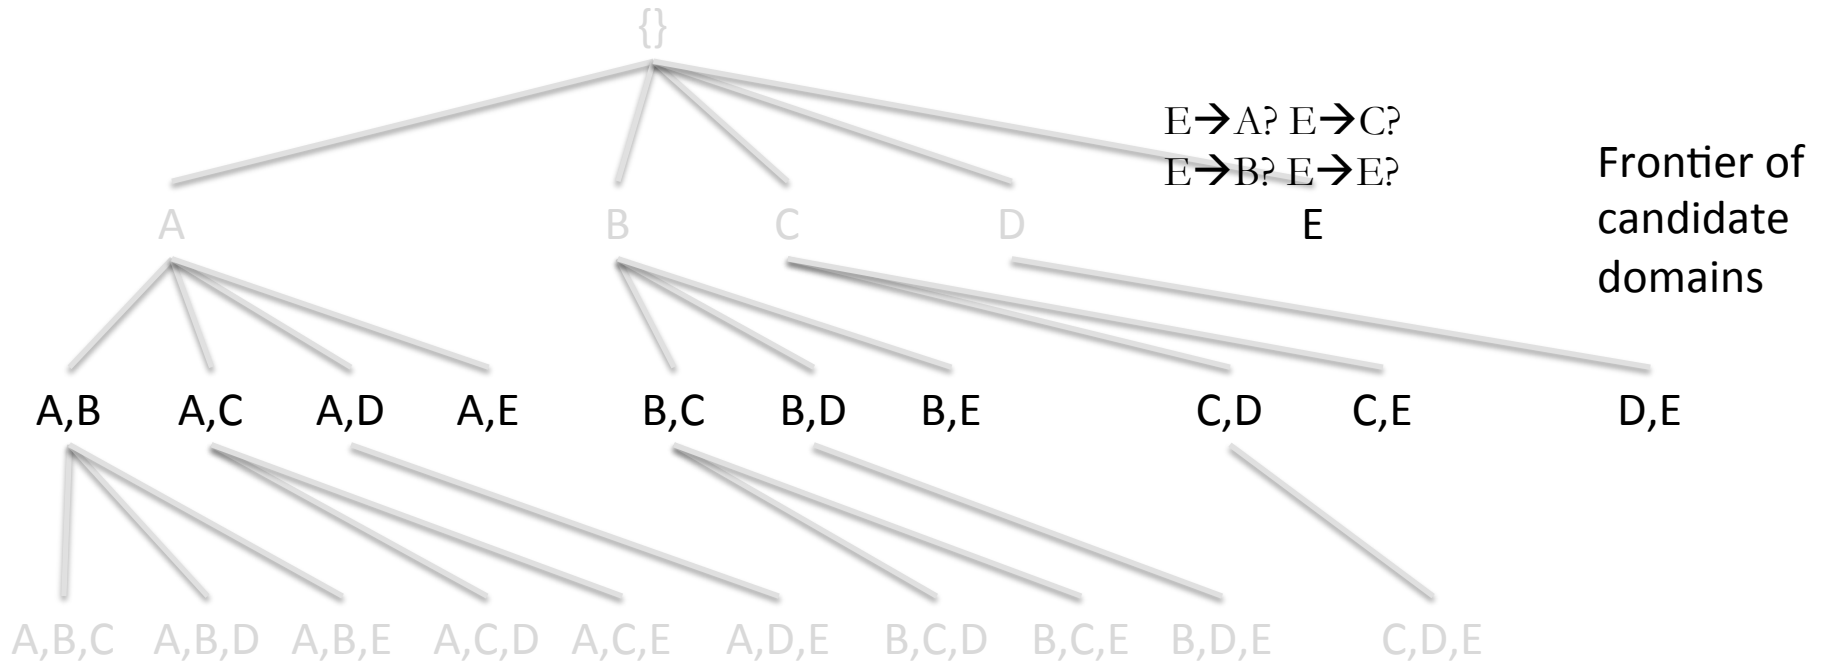 {}
E→A? E→C?
E→B? E→E?
Frontier of
candidate
domains
A B C D E
A,B A,C A,D A,E B,C B,D B,E C,D C,E D,E
A,B,C A,B,D A,B,E A,C,D A,C,E A,D,E B,C,D B,C,E B,D,E C,D,E